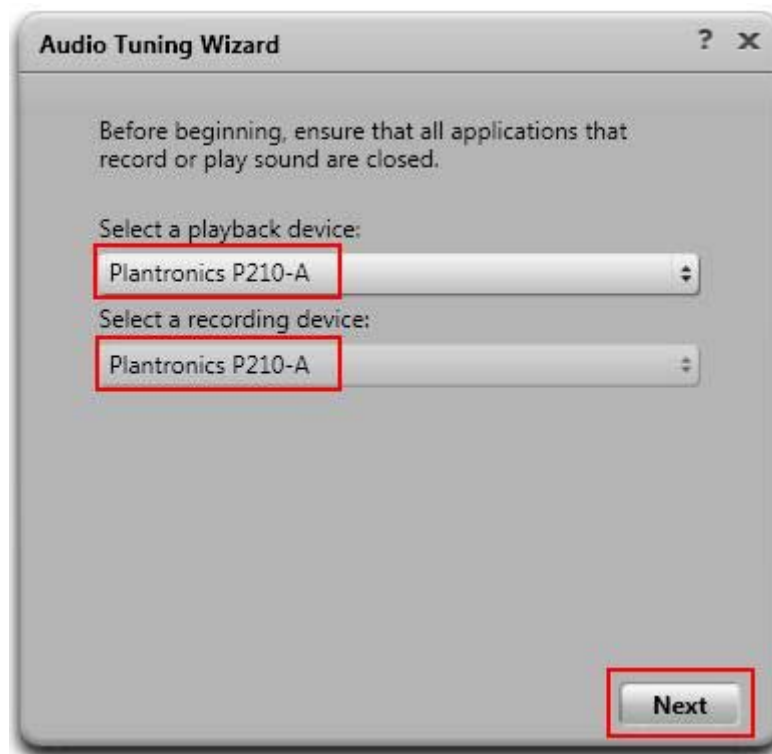 Audio Tuning Wizard ? x
Before beginning, ensure that all applications that
record or play sound are closed.
Select a playback device:
Plantronics P210-A
Select a recording device:
Plantronics P210-A
Next